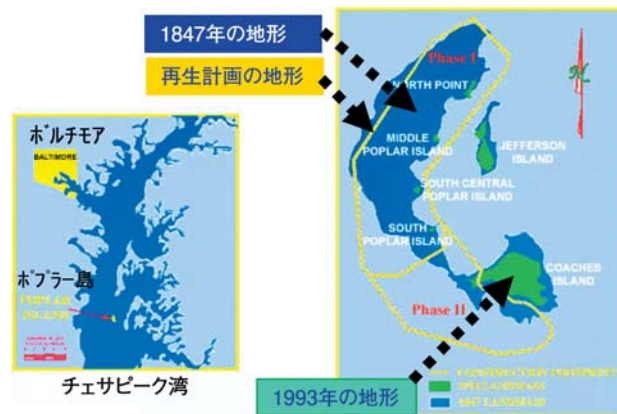 1847年の地形
再生計画の地形
Phase I
NORTH POINT
MIDDLE
POPLAR ISLAND
JEFFERSON
ISLAND
SOUTH CENTRAL
POPLAR ISLAND
SOUTH
POPLAR ISLAND
COACHES
ISLAND
Phase II
N
1993年の地形
ボルチモア
BALTIMORE
ポプラー島
チェサピーク湾